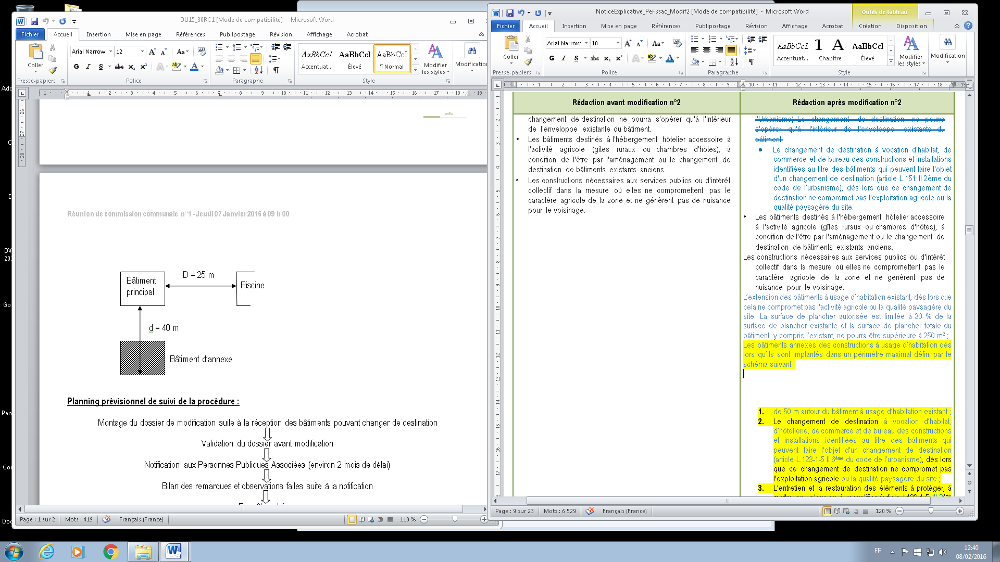 DU15_30RC1 [Mode de compatibilité] - Microsoft Word
Fichier Accueil Insertion Mise en page Références Publipostage Révision Affichage Acrobat
Coller
Arial Narrow 12
G I S abc x₂ x²
AaBbCcL AaBbCc AaBbCcI
Accentuat... Élevé ¶ Normal
Modifier les styles
Modification
Presse-papiers Police Paragraphe Style
Réunion de commission communale n°1 - Jeudi 07 Janvier 2016 à 09 h 00
D = 25 m
Bâtiment
principal
Piscine
d = 40 m
Bâtiment d'annexe
Planning prévisionnel de suivi de la procédure :
Montage du dossier de modification suite à la réception des bâtiments pouvant changer de destination
Validation du dossier avant modification
Notification aux Personnes Publiques Associées (environ 2 mois de délai)
Bilan des remarques et observations faites suite à la notification
Page : 1 sur 2 Mots : 419 Français (France) 110 %
NoticeExplicative_Perissac_Modif2 [Mode de compatibilité] - Microsoft Word
Outils de tableau
Fichier Accueil Insertion Mise en page Références Publipostage Révision Affichage Acrobat Création Disposition
Coller
Arial Narrow 10
G I S abc x₂ x²
AaBbCcL 1 A AaBbCc
Accentuat... Chapitre Élevé
Modifier les styles
Modification
Presse-papiers Police Paragraphe Style
Rédaction avant modification n°2
changement de destination ne pourra s'opérer qu'à l'intérieur
de l'enveloppe existante du bâtiment.
• Les bâtiments destinés à l'hébergement hôtelier accessoire à
l'activité agricole (gîtes ruraux ou chambres d'hôtes), à
condition de l'être par l'aménagement ou le changement de
destination de bâtiments existants anciens.
• Les constructions nécessaires aux services publics ou d'intérêt
collectif dans la mesure où elles ne compromettent pas le
caractère agricole de la zone et ne génèrent pas de nuisance
pour le voisinage.
Rédaction après modification n°2
l'Urbanisme) Le changement de destination ne pourra
s'opérer qu'à l'intérieur de l'enveloppe existante du
bâtiment.
● Le changement de destination à vocation d'habitat, de
commerce et de bureau des constructions et installations
identifiées au titre des bâtiments qui peuvent faire l'objet
d'un changement de destination (article L.151 II 2ème du
code de l'urbanisme), dès lors que ce changement de
destination ne compromet pas l'exploitation agricole ou la
qualité paysagère du site.
• Les bâtiments destinés à l'hébergement hôtelier accessoire
à l'activité agricole (gîtes ruraux ou chambres d'hôtes), à
condition de l'être par l'aménagement ou le changement de
destination de bâtiments existants anciens.
Les constructions nécessaires aux services publics ou d'intérêt
collectif dans la mesure où elles ne compromettent pas le
caractère agricole de la zone et ne génèrent pas de
nuisance pour le voisinage.
L'extension des bâtiments à usage d'habitation existant, dès lors que
cela ne compromet pas l'activité agricole ou la qualité paysagère du
site. La surface de plancher autorisée est limitée à 30 % de la
surface de plancher existante et la surface de plancher totale du
bâtiment, y compris l'existant, ne pourra être supérieure à 250 m² ;
Les bâtiments annexes des constructions à usage d'habitation dès
lors qu'ils sont implantés dans un périmètre maximal défini par le
schéma suivant :
1. de 50 m autour du bâtiment à usage d'habitation existant ;
2. Le changement de destination à vocation d'habitat,
d'hôtellerie, de commerce et de bureau des constructions
et installations identifiées au titre des bâtiments qui
peuvent faire l'objet d'un changement de destination
(article L.123-1-5 II 6ème du code de l'urbanisme), dès lors
que ce changement de destination ne compromet pas
l'exploitation agricole ou la qualité paysagère du site ;
3. L'entretien et la restauration des éléments à protéger, à
Page : 9 sur 23 Mots : 6 529 Français (France) 120 %
FR
12:40
08/02/2016